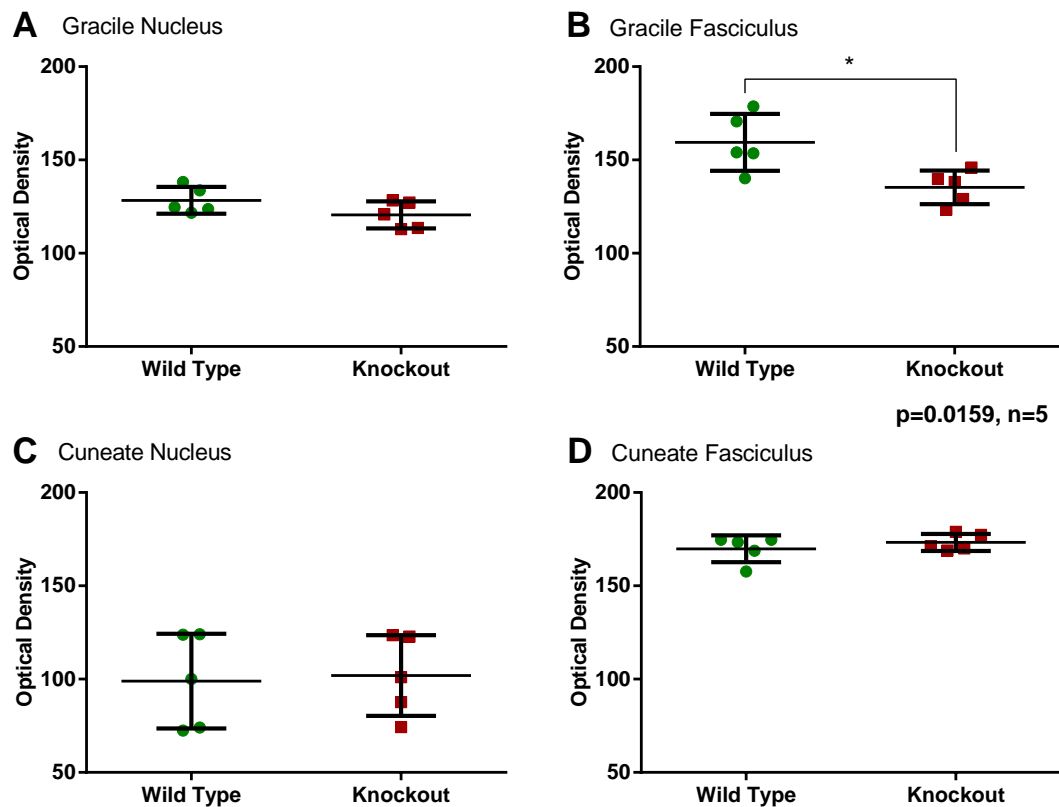 A Gracile Nucleus
200
150
100
50
Optical Density
Wild Type Knockout
B Gracile Fasciculus
*
200
150
100
50
Optical Density
Wild Type Knockout
p=0.0159, n=5
C Cuneate Nucleus
200
150
100
50
Optical Density
Wild Type Knockout
D Cuneate Fasciculus
200
150
100
50
Optical Density
Wild Type Knockout